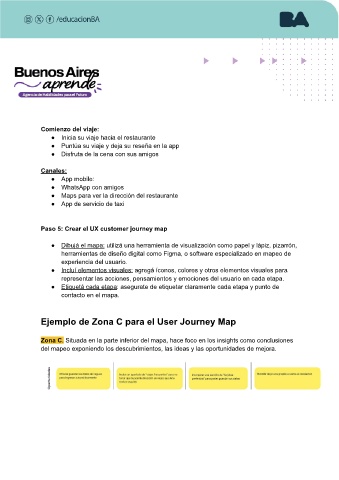 /educacionBA
BA
Buenos Aires
aprende
Agencia de Habilidades para el Futuro
Comienzo del viaje:
● Inicia su viaje hacia el restaurante
● Puntúa su viaje y deja su reseña en la app
● Disfruta de la cena con sus amigos
Canales:
● App mobile:
● WhatsApp con amigos
● Maps para ver la dirección del restaurante
● App de servicio de taxi
Paso 5: Crear el UX customer journey map
● Dibujá el mapa: utilizá una herramienta de visualización como papel y lápiz, pizarrón,
herramientas de diseño digital como Figma, o software especializado en mapeo de
experiencia del usuario.
● Incluí elementos visuales: agregá íconos, colores y otros elementos visuales para
representar las acciones, pensamientos y emociones del usuario en cada etapa.
● Etiquetá cada etapa: asegurate de etiquetar claramente cada etapa y punto de
contacto en el mapa.
Ejemplo de Zona C para el User Journey Map
Zona C. Situada en la parte inferior del mapa, hace foco en los insights como conclusiones
del mapeo exponiendo los descubrimientos, las ideas y las oportunidades de mejora.